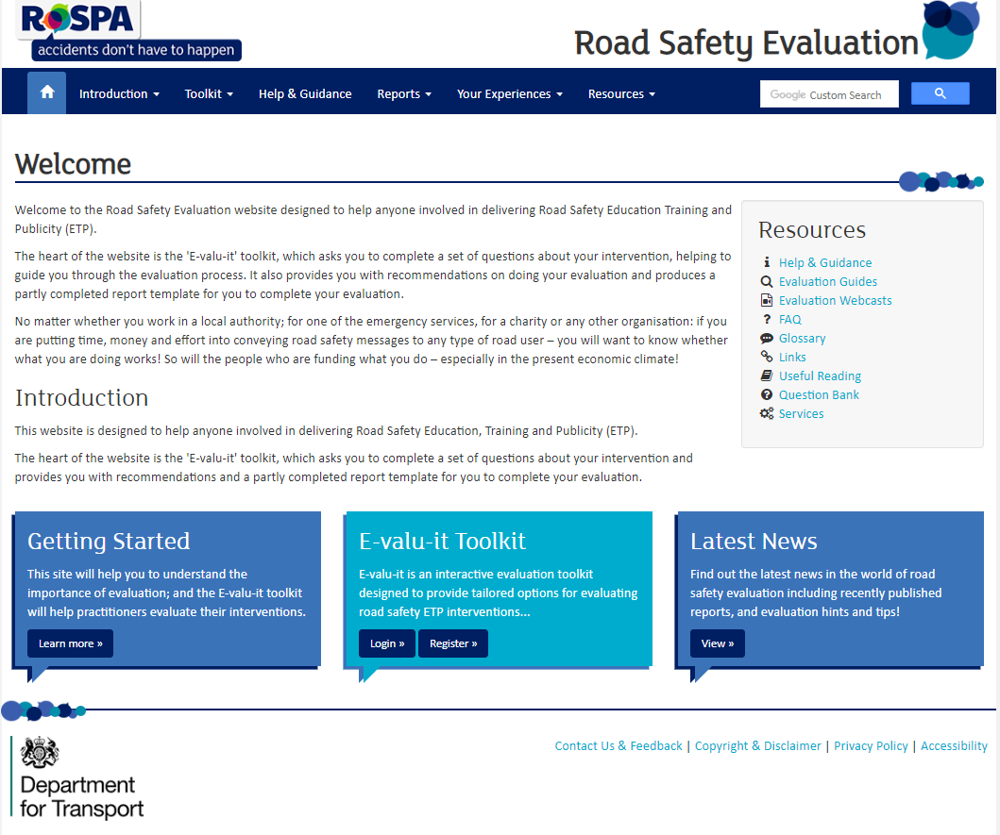 RoSPA
accidents don't have to happen
Road Safety Evaluation
Introduction
Toolkit
Help & Guidance
Reports
Your Experiences
Resources
Google Custom Search
Welcome
Welcome to the Road Safety Evaluation website designed to help anyone involved in delivering Road Safety Education Training and
Publicity (ETP).
The heart of the website is the 'E-valu-it' toolkit, which asks you to complete a set of questions about your intervention, helping to
guide you through the evaluation process. It also provides you with recommendations on doing your evaluation and produces a
partly completed report template for you to complete your evaluation.
No matter whether you work in a local authority; for one of the emergency services, for a charity or any other organisation: if you
are putting time, money and effort into conveying road safety messages to any type of road user – you will want to know whether
what you are doing works! So will the people who are funding what you do – especially in the present economic climate!
Introduction
This website is designed to help anyone involved in delivering Road Safety Education, Training and Publicity (ETP).
The heart of the website is the 'E-valu-it' toolkit, which asks you to complete a set of questions about your intervention and
provides you with recommendations and a partly completed report template for you to complete your evaluation.
Resources
Help & Guidance
Evaluation Guides
Evaluation Webcasts
FAQ
Glossary
Links
Useful Reading
Question Bank
Services
Getting Started
This site will help you to understand the
importance of evaluation; and the E-valu-it toolkit
will help practitioners evaluate their interventions.
Learn more »
E-valu-it Toolkit
E-valu-it is an interactive evaluation toolkit
designed to provide tailored options for evaluating
road safety ETP interventions...
Login » Register »
Latest News
Find out the latest news in the world of road
safety evaluation including recently published
reports, and evaluation hints and tips!
View »
Contact Us & Feedback | Copyright & Disclaimer | Privacy Policy | Accessibility
Department
for Transport